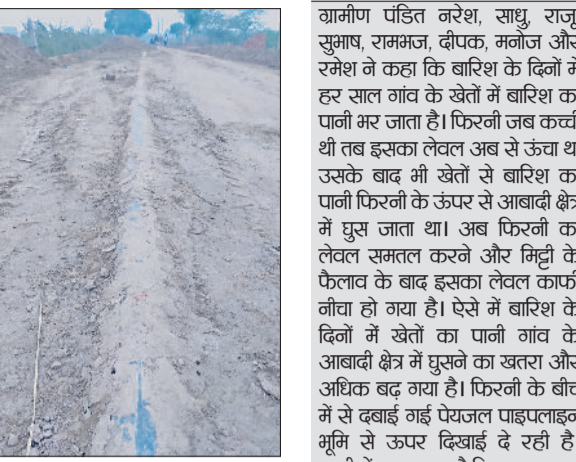 ग्रामीण पंडित नरेश, साधु, राजू
सुभाष, रामभज, दीपक, मनोज और
रमेश ने कहा कि बारिश के दिनों में
हर साल गांव के खेतों में बारिश का
पानी भर जाता है। फिरनी जब कच्ची
थी तब इसका लेवल अब से ऊंचा था
उसके बाद भी खेतों से बारिश का
पानी फिरनी के ऊंपर से आबादी क्षेत्र
में घुस जाता था। अब फिरनी का
लेवल समतल करने और मिट्टी के
फैलाव के बाद इसका लेवल काफी
नीचा हो गया है। ऐसे में बारिश के
दिनों में खेतों का पानी गांव के
आबादी क्षेत्र में घुसने का खतरा और
अधिक बढ़ गया है। फिरनी के बीच
में से दबाई गई पेयजल पाइपलाइन
भूमि से ऊपर दिखाई दे रही है